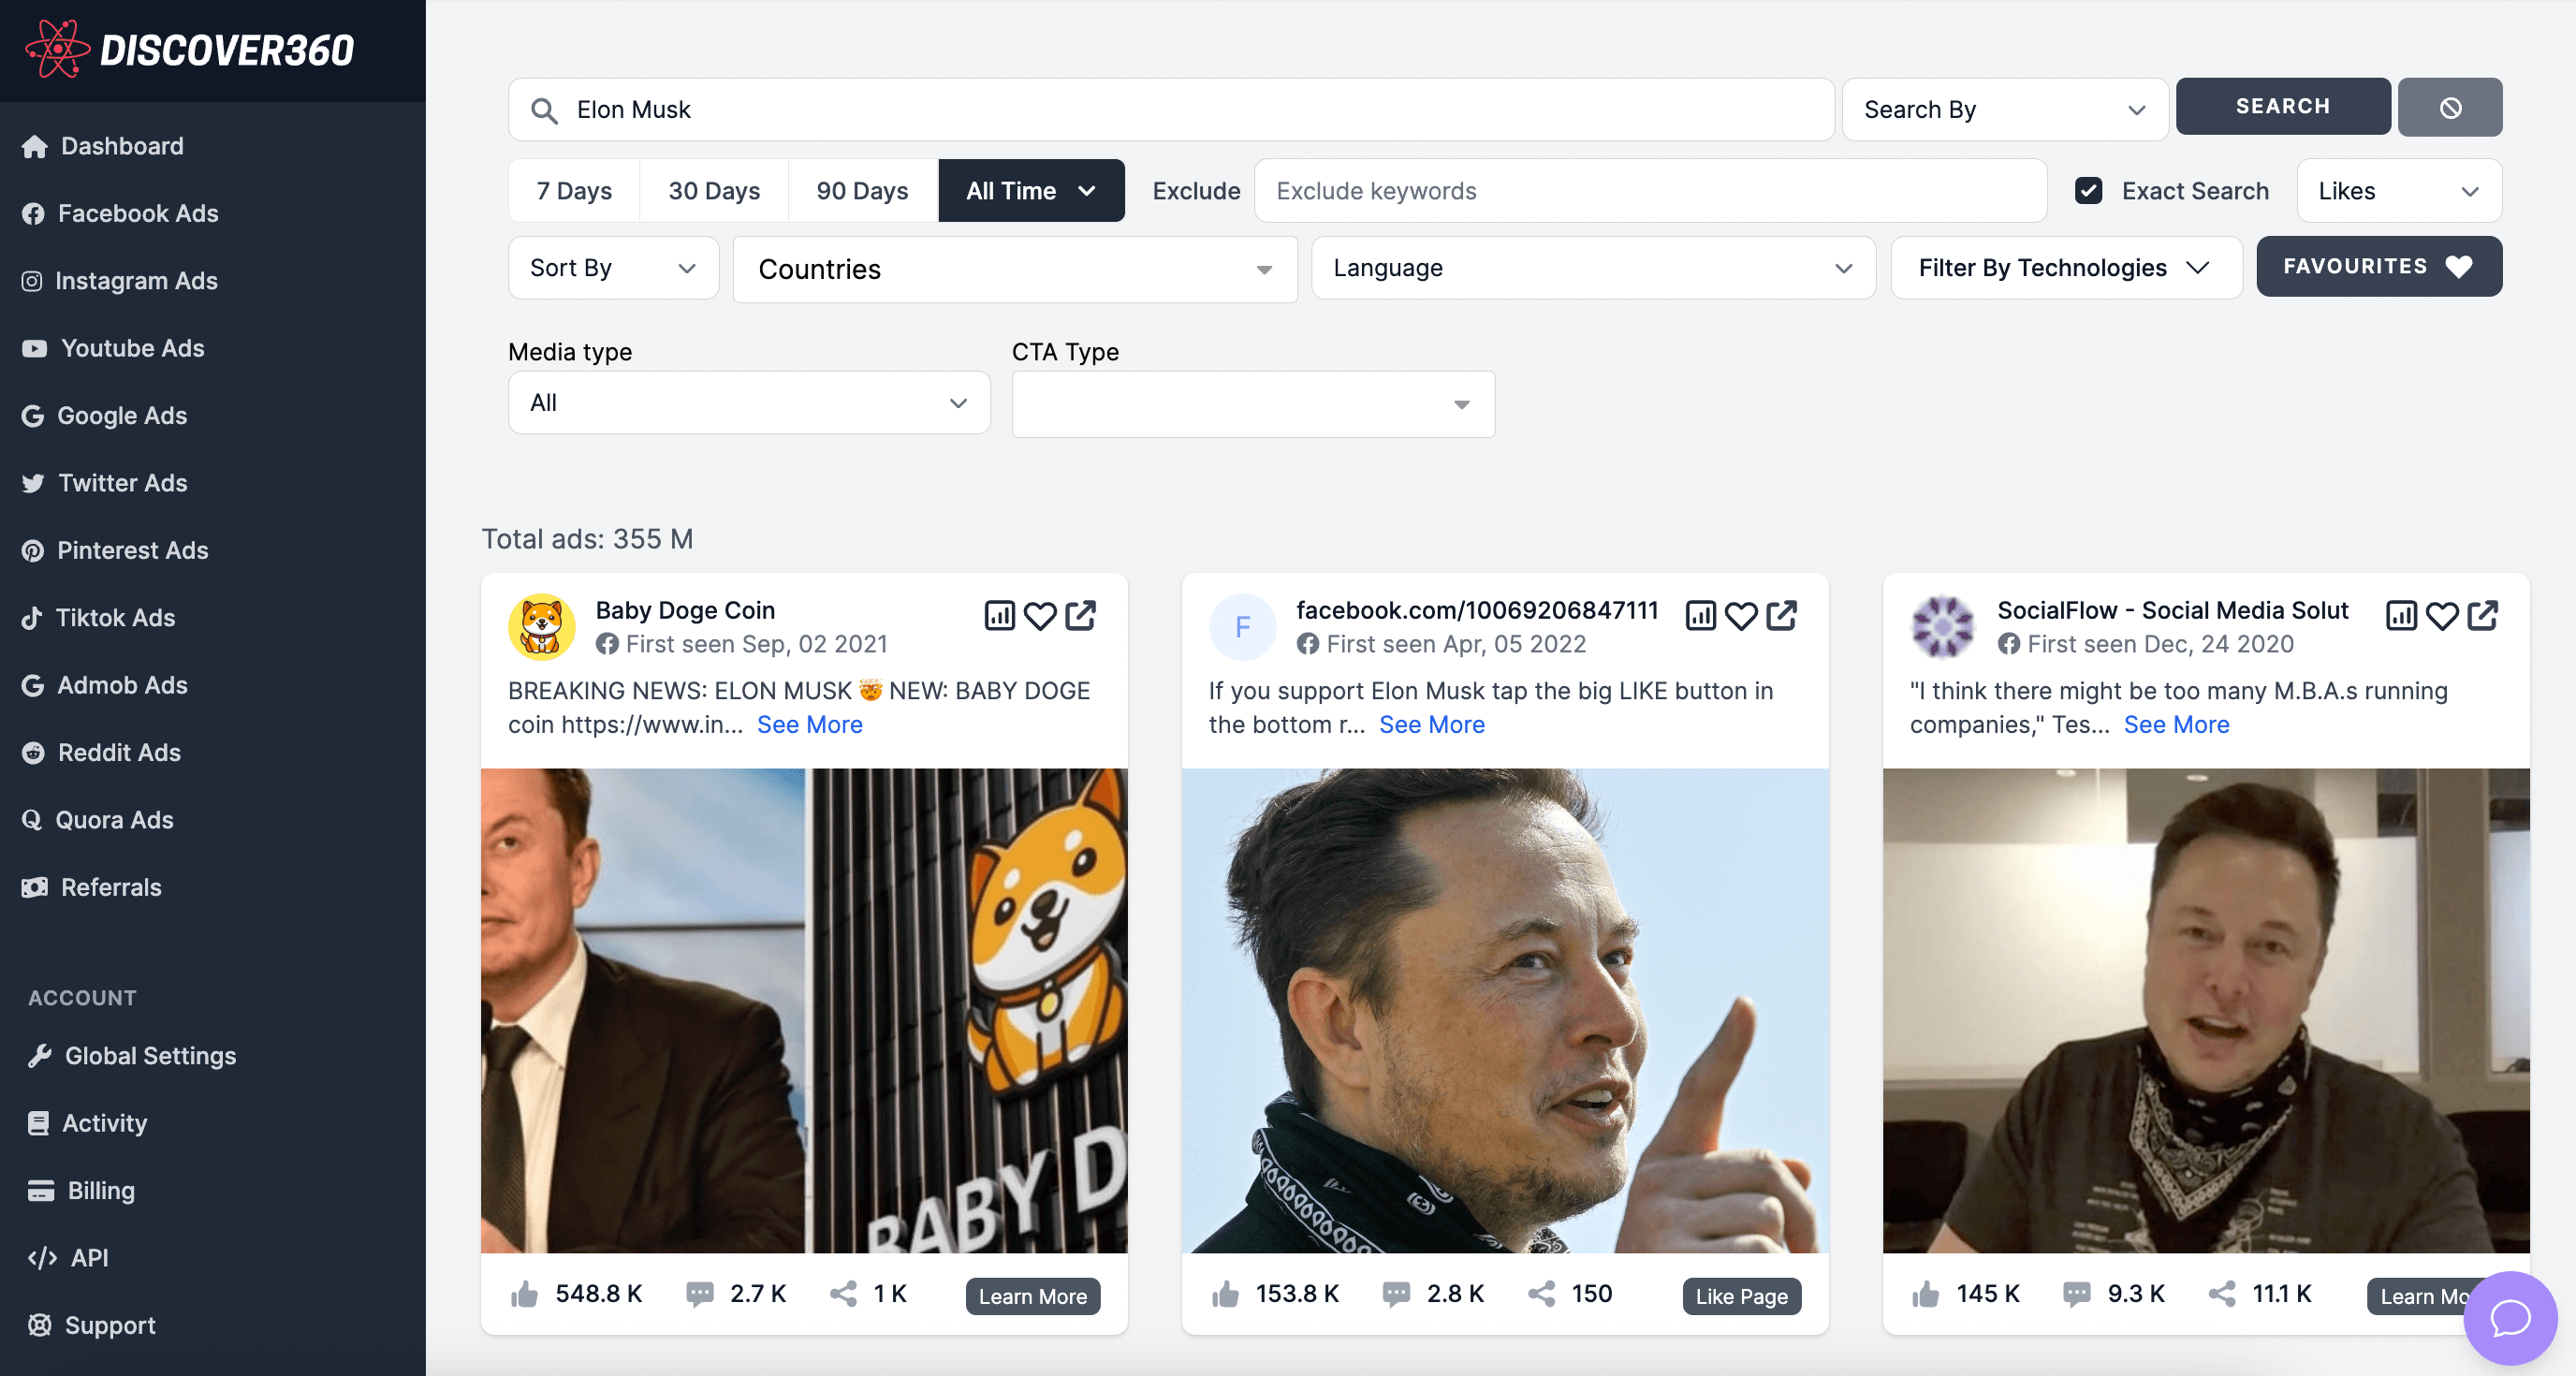 DISCOVER360
Dashboard
Facebook Ads
Instagram Ads
Youtube Ads
Google Ads
Twitter Ads
Pinterest Ads
Tiktok Ads
Admob Ads
Reddit Ads
Quora Ads
Referrals
ACCOUNT
Global Settings
Activity
Billing
API
Support
Elon Musk
Search By
SEARCH
7 Days
30 Days
90 Days
All Time
Exclude
Exclude keywords
Exact Search
Likes
Sort By
Countries
Language
Filter By Technologies
FAVOURITES
Media type
All
CTA Type
Total ads: 355 M
Baby Doge Coin
First seen Sep, 02 2021
BREAKING NEWS: ELON MUSK 🤯 NEW: BABY DOGE
coin https://www.in... See More
BABY D
548.8 K
2.7 K
1 K
Learn More
F
facebook.com/10069206847111
First seen Apr, 05 2022
If you support Elon Musk tap the big LIKE button in
the bottom r... See More
153.8 K
2.8 K
150
Like Page
SocialFlow - Social Media Solut
First seen Dec, 24 2020
"I think there might be too many M.B.A.s running
companies," Tes... See More
145 K
9.3 K
11.1 K
Learn Mo